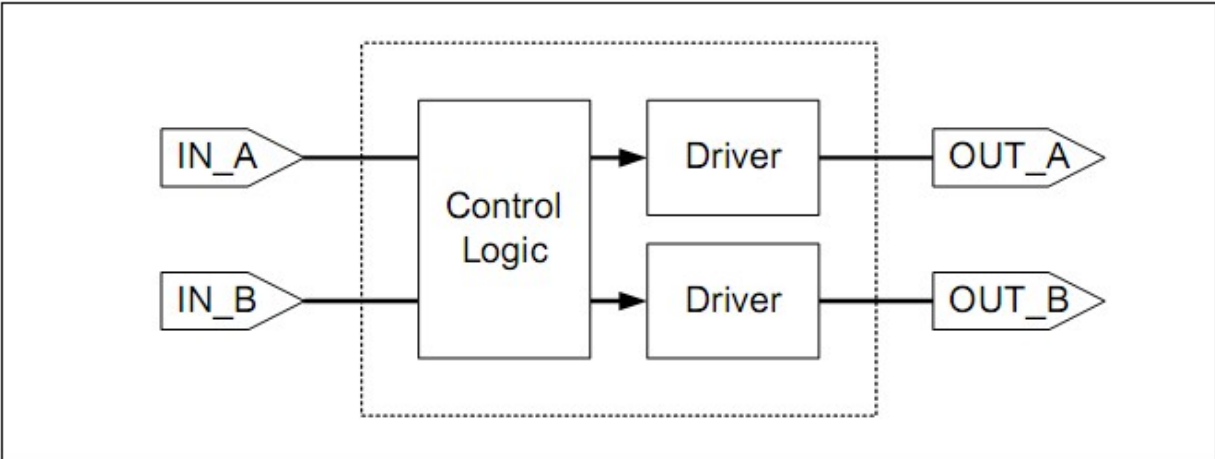 IN_A
Control
Logic
Driver
OUT_A
IN_B
Driver
OUT_B